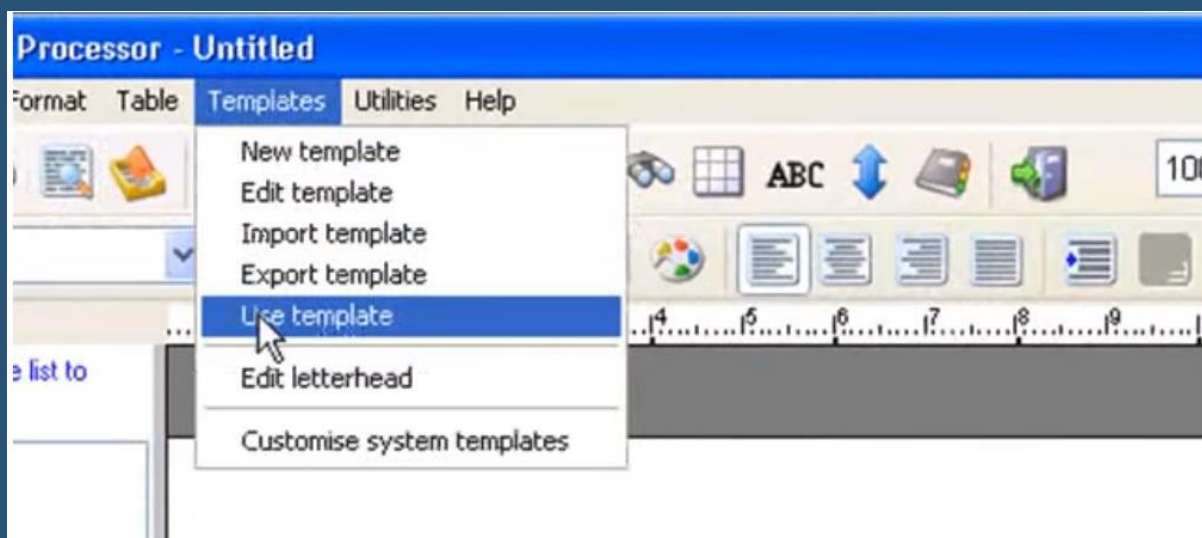 Processor - Untitled
Format Table Templates Utilities Help
New template
Edit template
ABC 100
Import template
Export template
Use template
4 5 6 7 8 9
e list to
Edit letterhead
Customise system templates